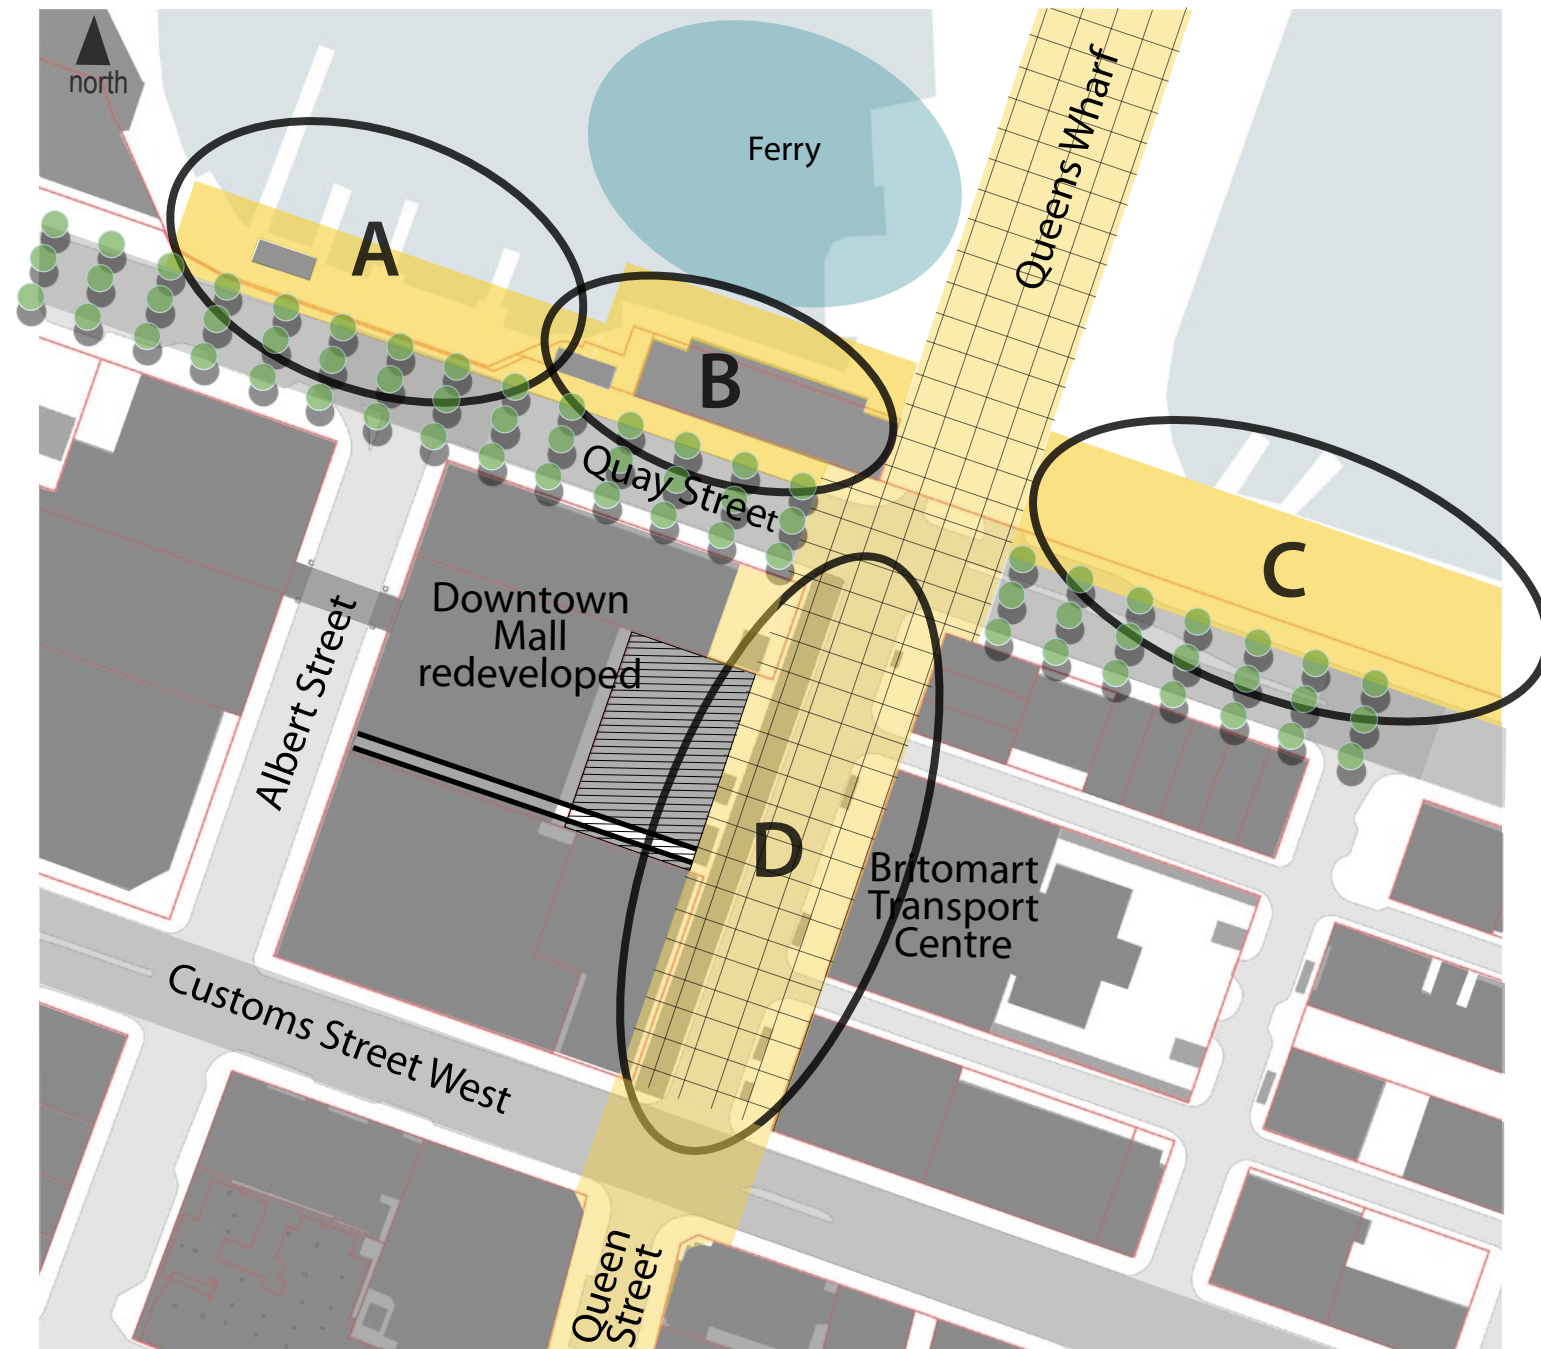 north
Ferry
Queens Wharf
A
B
Quay Street
C
Downtown
Mall
redeveloped
Albert Street
D
Britomart
Transport
Centre
Customs Street West
Queen
Street